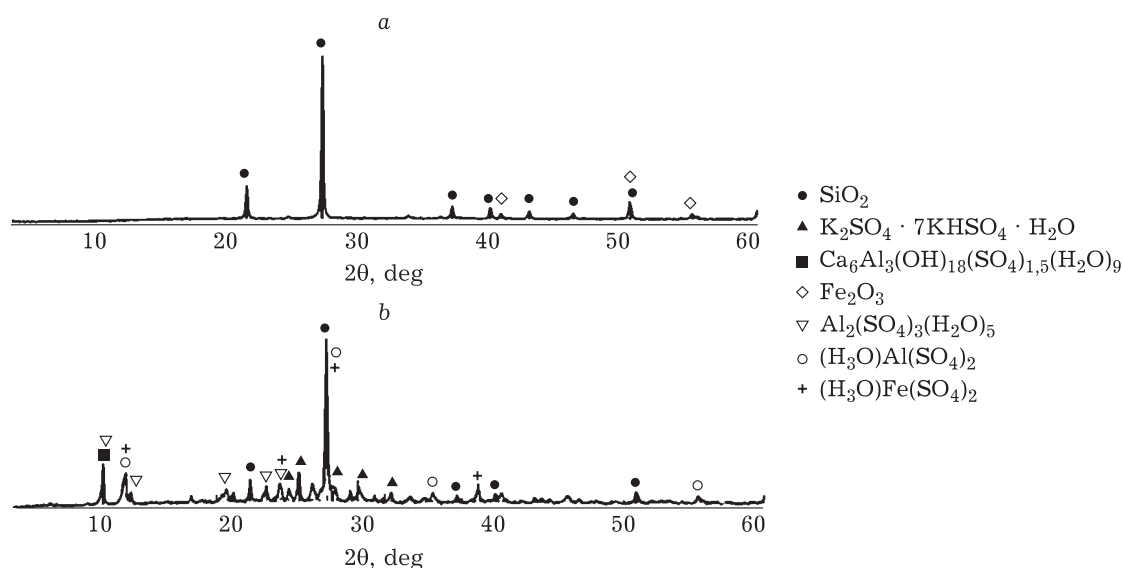 a
10 20 30 40 50 60
2θ, deg
b
10 20 30 40 50 60
2θ, deg
SiO₂
K₂SO₄ · 7KHSO₄ · H₂O
Ca₆Al₃(OH)₁₈(SO₄)₁,₅(H₂O)₉
Fe₂O₃
Al₂(SO₄)₃(H₂O)₅
(H₃O)Al(SO₄)₂
(H₃O)Fe(SO₄)₂